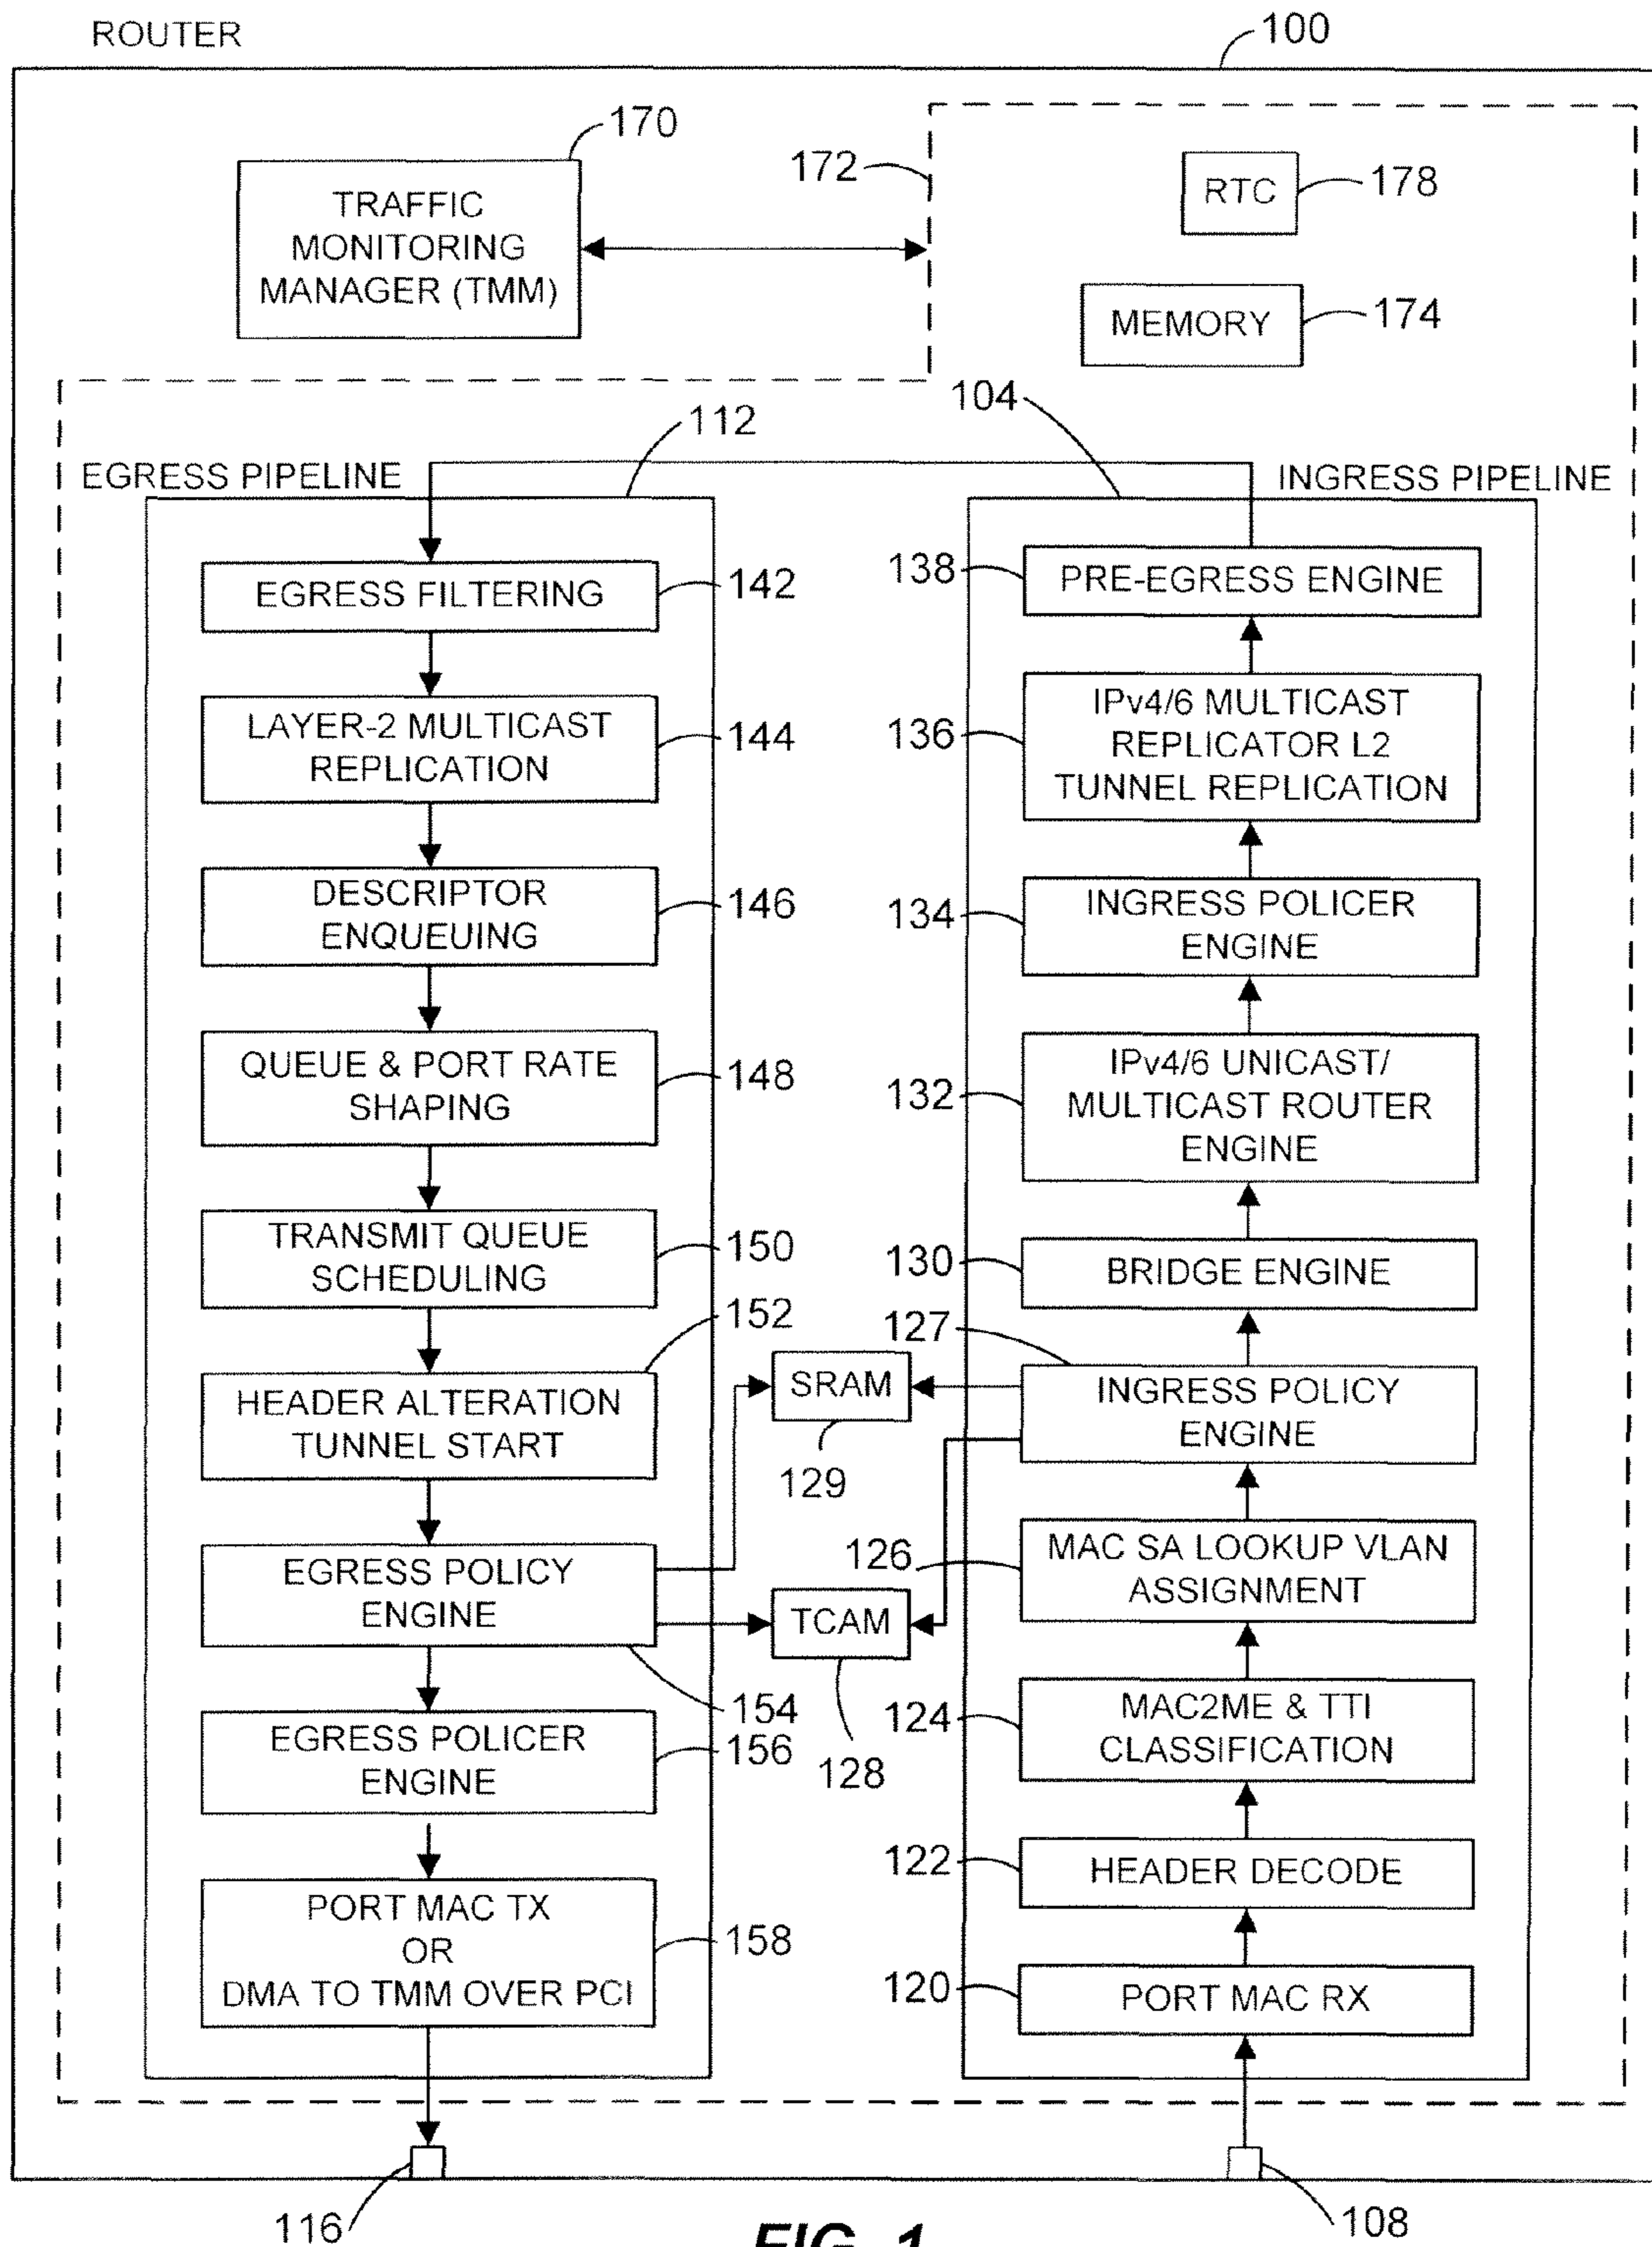 ROUTER
100
170
TRAFFIC
MONITORING
MANAGER (TMM)
172
RTC
178
MEMORY
174
104
112
EGRESS PIPELINE
INGRESS PIPELINE
EGRESS FILTERING
142
LAYER-2 MULTICAST
REPLICATION
144
DESCRIPTOR
ENQUEUING
146
QUEUE & PORT RATE
SHAPING
148
TRANSMIT QUEUE
SCHEDULING
150
152
HEADER ALTERATION
TUNNEL START
EGRESS POLICY
ENGINE
154
EGRESS POLICER
ENGINE
156
PORT MAC TX
OR
DMA TO TMM OVER PCI
158
SRAM
129
TCAM
128
138
PRE-EGRESS ENGINE
136
IPv4/6 MULTICAST
REPLICATOR L2
TUNNEL REPLICATION
134
INGRESS POLICER
ENGINE
132
IPv4/6 UNICAST/
MULTICAST ROUTER
ENGINE
130
BRIDGE ENGINE
127
INGRESS POLICY
ENGINE
126
MAC SA LOOKUP VLAN
ASSIGNMENT
124
MAC2ME & TTI
CLASSIFICATION
122
HEADER DECODE
120
PORT MAC RX
116
108
FIG. 1